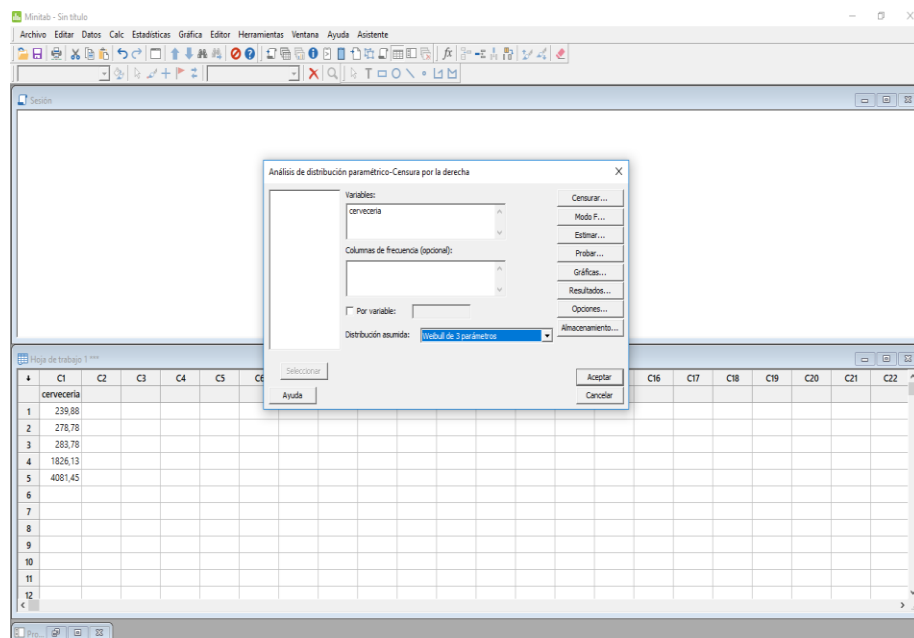 Minitab - Sin título
Archivo Editar Datos Calc Estadísticas Gráfica Editor Herramientas Ventana Ayuda Asistente
Sesión
Análisis de distribución paramétrico-Censura por la derecha
Variables:
cerveceria
Columnas de frecuencia (opcional):
Por variable:
Distribución asumida: Weibull de 3 parámetros
Censurar...
Modo F...
Estimar...
Probar...
Gráficas...
Resultados...
Opciones...
Almacenamiento...
Seleccionar
Ayuda
Aceptar
Cancelar
Hoja de trabajo 1 ***
C1 C2 C3 C4 C5 C6 C16 C17 C18 C19 C20 C21 C22
cerveceria
1 239,88
2 278,78
3 283,78
4 1826,13
5 4081,45
6
7
8
9
10
11
12
Pro...